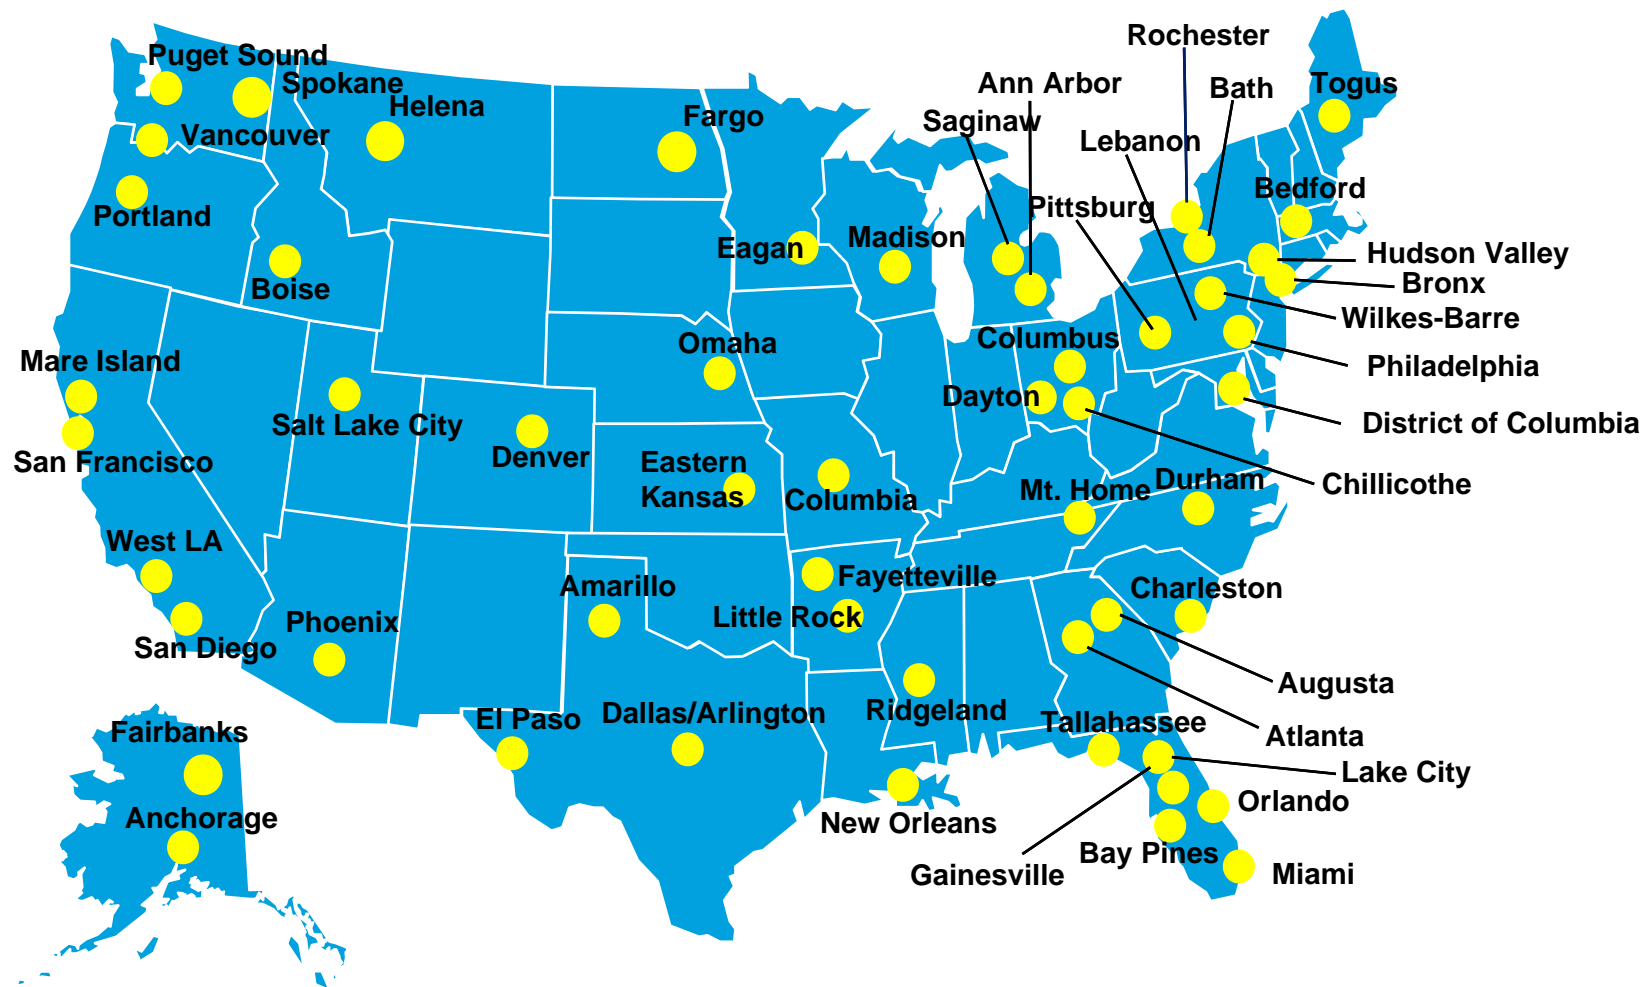 Rochester
Puget Sound
Ann Arbor
Spokane
Togus
Bath
Helena
Fargo
Saginaw
Vancouver
Lebanon
Bedford
Pittsburg
Portland
Madison
Eagan
Hudson Valley
Boise
Bronx
Wilkes-Barre
Columbus
Omaha
Mare Island
Philadelphia
Dayton
Salt Lake City
District of Columbia
Denver
San Francisco
Eastern
Kansas
Durham
Chillicothe
Mt. Home
Columbia
West LA
Fayetteville
Amarillo
Charleston
Little Rock
Phoenix
San Diego
Augusta
Ridgeland
Dallas/Arlington
El Paso
Tallahassee
Fairbanks
Atlanta
Lake City
Orlando
Anchorage
New Orleans
Bay Pines
Gainesville
Miami